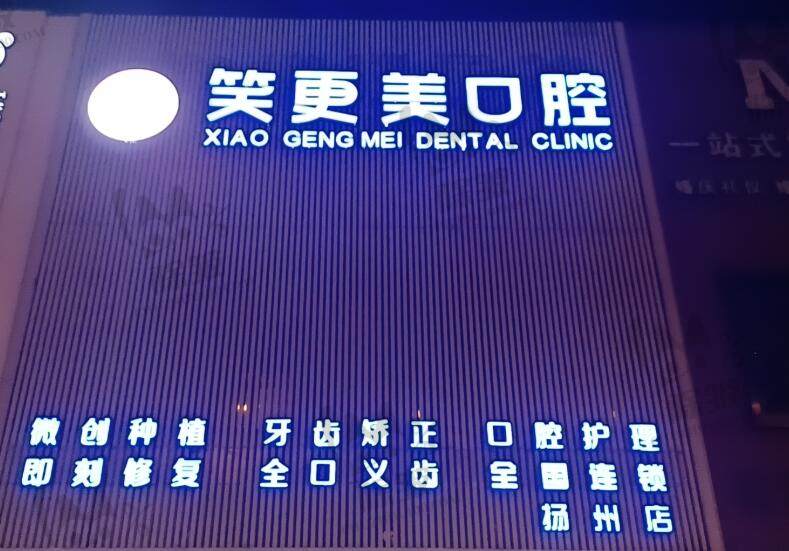 笑更美口腔
XIAO GENG MEI DENTAL CLINIC
一站式
微创种植 牙齿矫正 口腔护理
即刻修复 全口义齿 全国连锁
扬州店